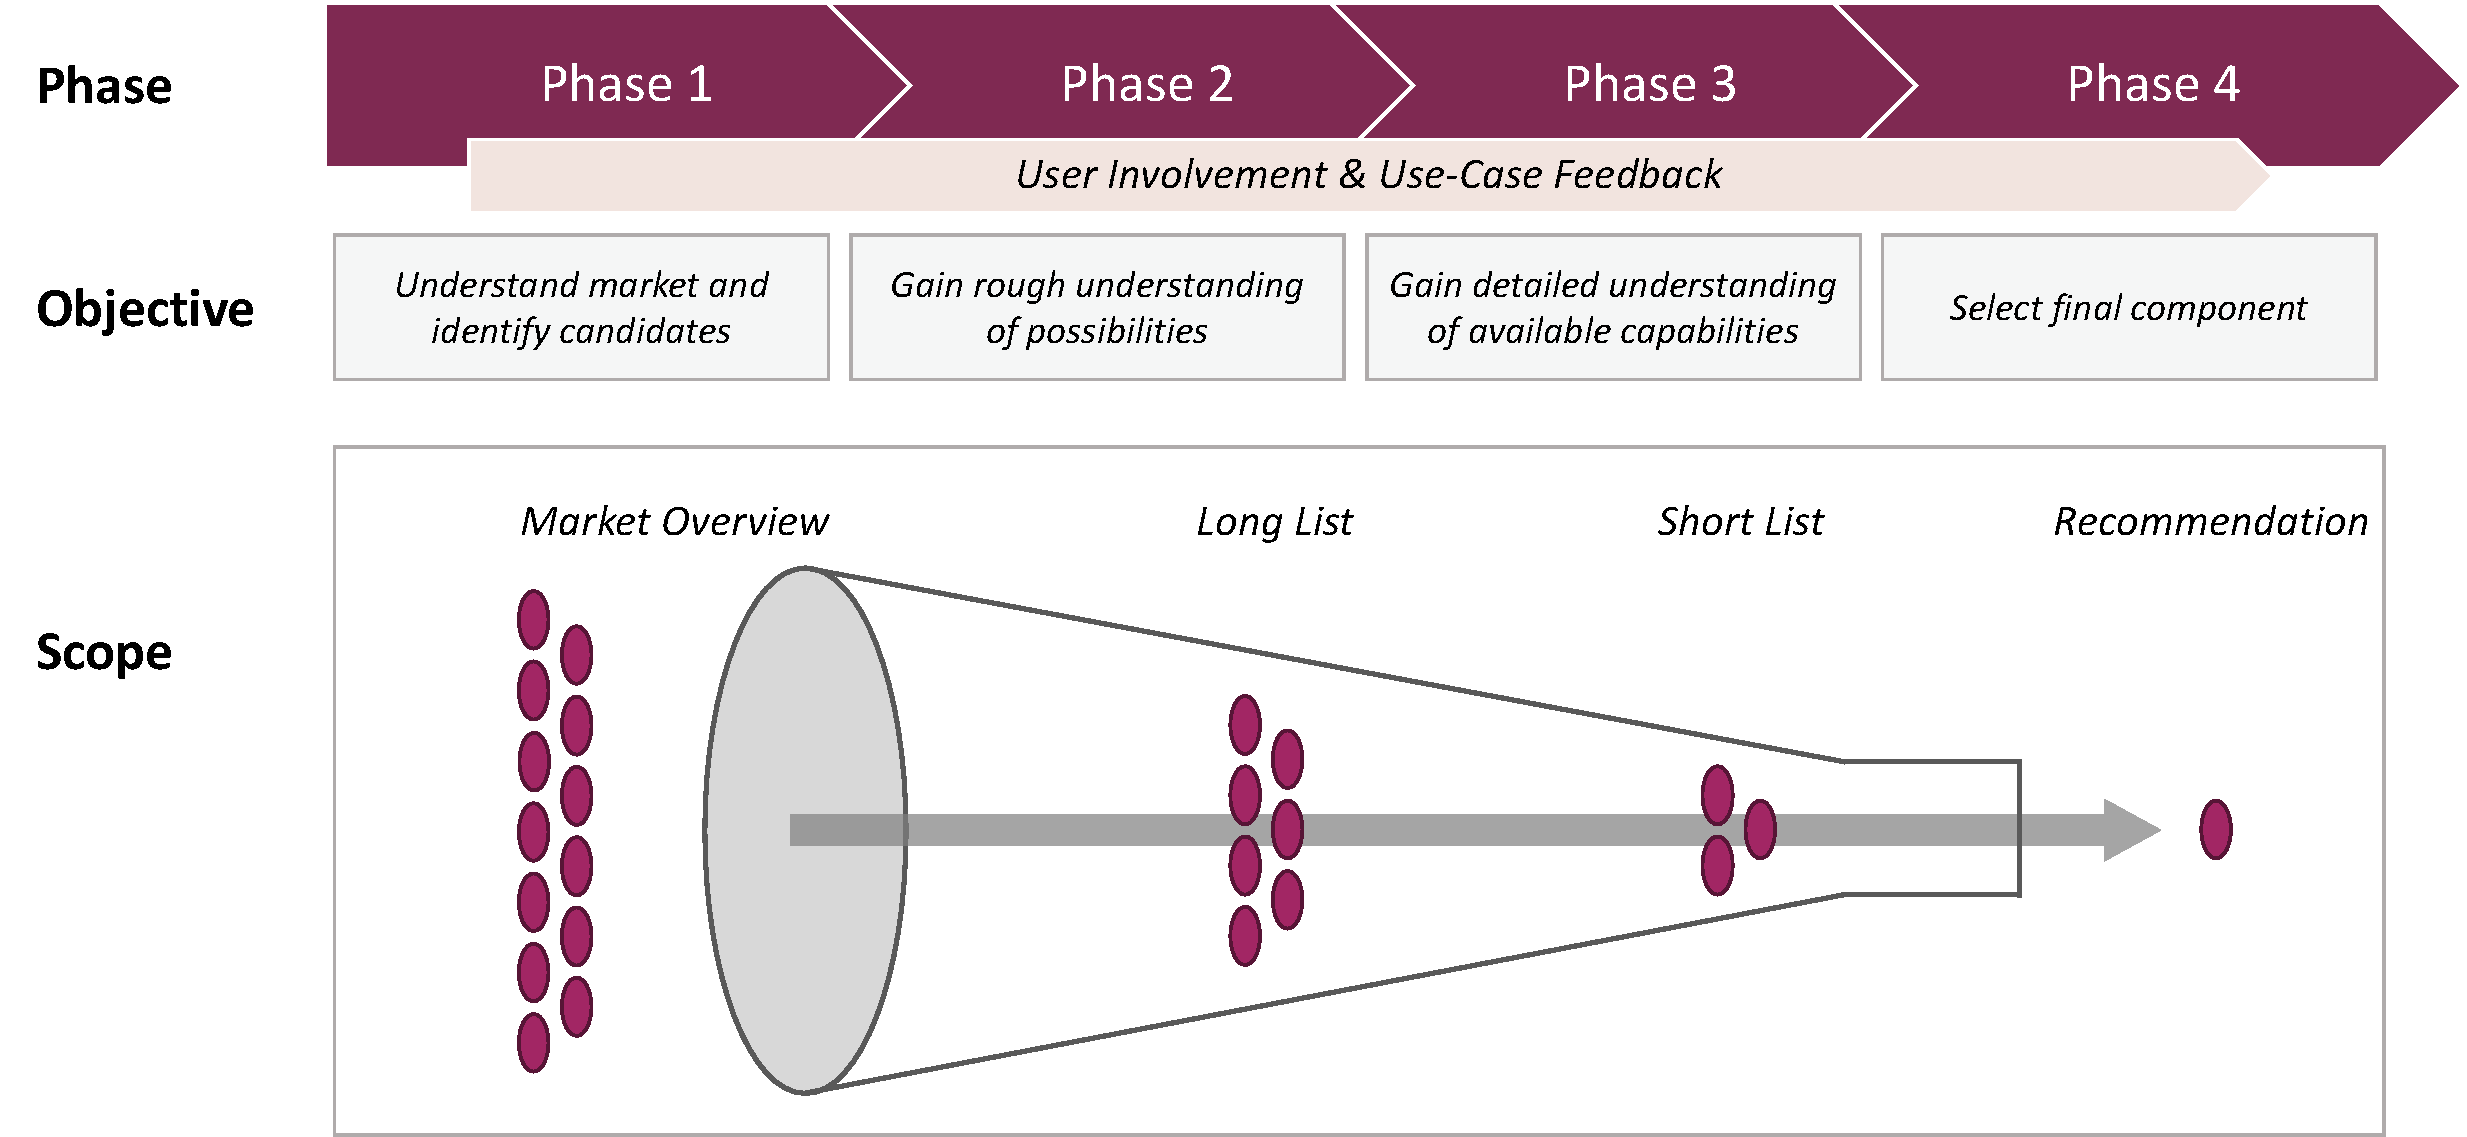 Phase
Phase 1
Phase 2
Phase 3
Phase 4
User Involvement & Use-Case Feedback
Objective
Understand market and
identify candidates
Gain rough understanding
of possibilities
Gain detailed understanding
of available capabilities
Select final component
Scope
Market Overview
Long List
Short List
Recommendation